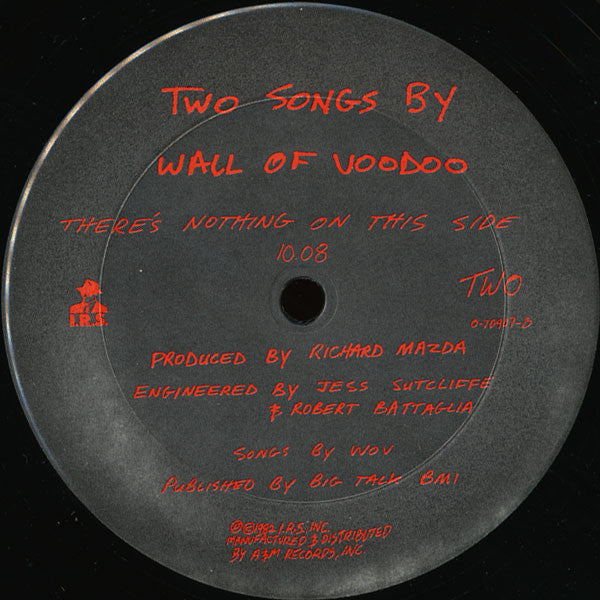 TWO SONGS BY
WALL OF VOODOO
THERE'S NOTHING ON THIS SIDE
10.08
TWO
I.R.S.
0-70407-B
PRODUCED BY RICHARD MAZDA
ENGINEERED BY JESS SUTCLIFFE
& ROBERT BATTAGLIA
SONGS BY WOV
PUBLISHED BY BIG TALK BMI
℗©1982 I.R.S. INC.
MANUFACTURED & DISTRIBUTED
BY A&M RECORDS, INC.